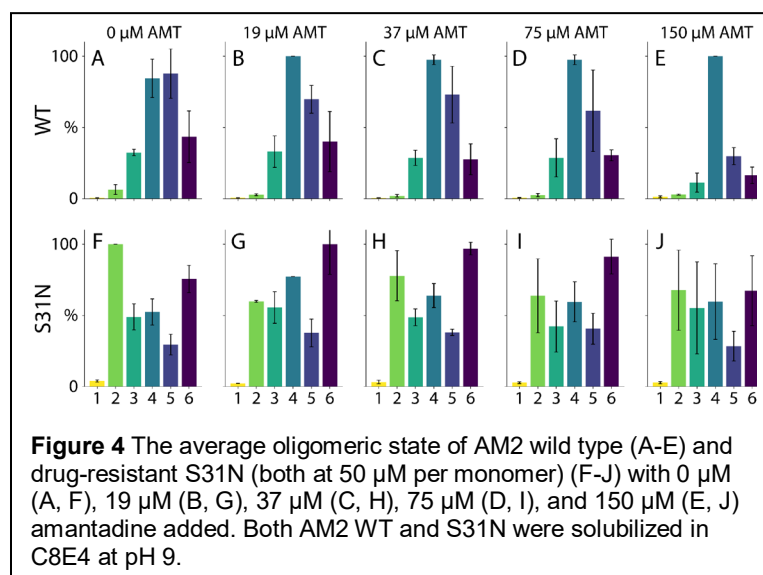 0 µM AMT 19 µM AMT 37 µM AMT 75 µM AMT 150 µM AMT
100 A B C D E
WT %
0
100 F G H I J
S31N %
0
1 2 3 4 5 6 1 2 3 4 5 6 1 2 3 4 5 6 1 2 3 4 5 6 1 2 3 4 5 6
Figure 4 The average oligomeric state of AM2 wild type (A-E) and
drug-resistant S31N (both at 50 µM per monomer) (F-J) with 0 µM
(A, F), 19 µM (B, G), 37 µM (C, H), 75 µM (D, I), and 150 µM (E, J)
amantadine added. Both AM2 WT and S31N were solubilized in
C8E4 at pH 9.